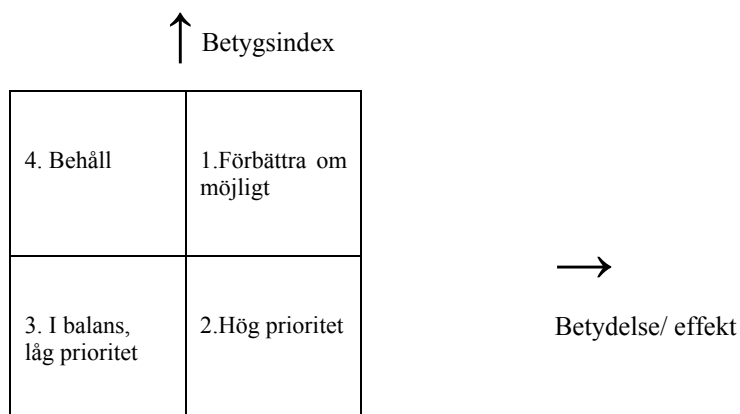 Betygsindex
4. Behåll
1.Förbättra om
möjligt
3. I balans,
låg prioritet
2.Hög prioritet
Betydelse/ effekt